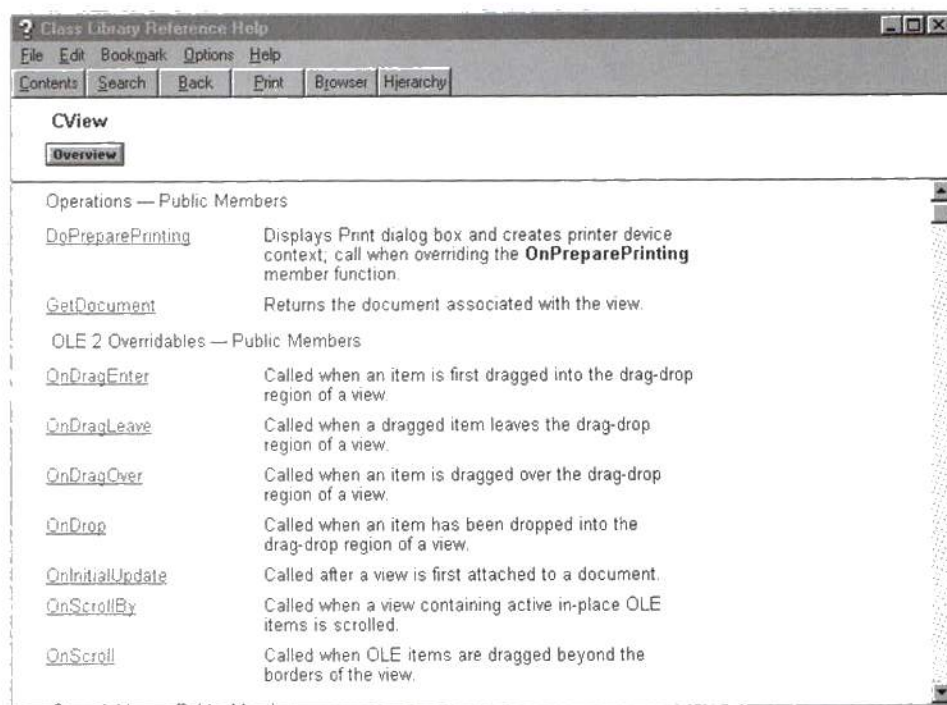 Class Library Reference Help
File Edit Bookmark Options Help
Contents Search Back Print Browser Hierarchy
CView
Overview
Operations — Public Members
DoPreparePrinting Displays Print dialog box and creates printer device
context; call when overriding the OnPreparePrinting
member function.
GetDocument Returns the document associated with the view.
OLE 2 Overridables — Public Members
OnDragEnter Called when an item is first dragged into the drag-drop
region of a view.
OnDragLeave Called when a dragged item leaves the drag-drop
region of a view.
OnDragOver Called when an item is dragged over the drag-drop
region of a view.
OnDrop Called when an item has been dropped into the
drag-drop region of a view.
OnInitialUpdate Called after a view is first attached to a document.
OnScrollBy Called when a view containing active in-place OLE
items is scrolled.
OnScroll Called when OLE items are dragged beyond the
borders of the view.